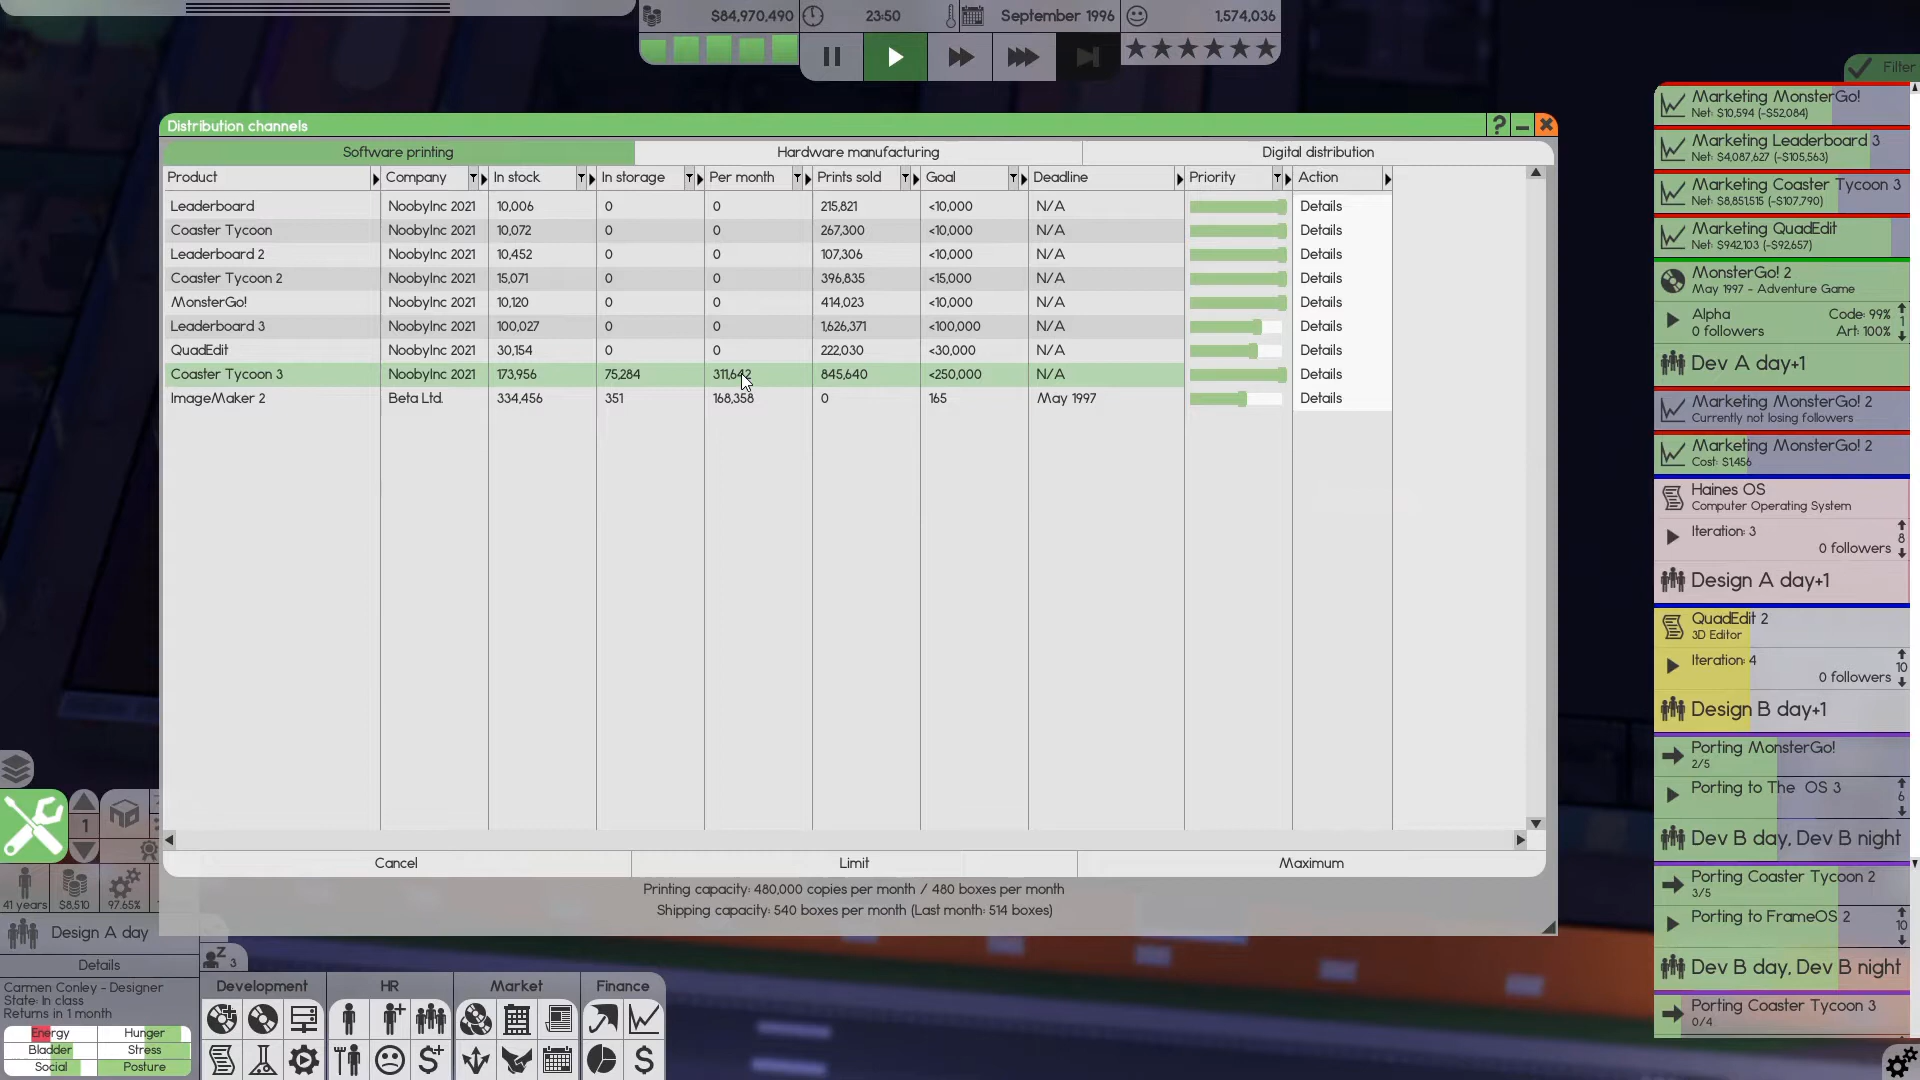 $84,970,490
23:50
September 1996
1,574,036
Filter
Distribution channels
?
Software printing
Hardware manufacturing
Digital distribution
Product Company In stock In storage Per month Prints sold Goal Deadline Priority Action
Leaderboard NoobyInc 2021 10,006 0 0 215,821 <10,000 N/A Details
Coaster Tycoon NoobyInc 2021 10,072 0 0 267,300 <10,000 N/A Details
Leaderboard 2 NoobyInc 2021 10,452 0 0 107,306 <10,000 N/A Details
Coaster Tycoon 2 NoobyInc 2021 15,071 0 0 396,835 <15,000 N/A Details
MonsterGo! NoobyInc 2021 10,120 0 0 414,023 <10,000 N/A Details
Leaderboard 3 NoobyInc 2021 100,027 0 0 1,626,371 <100,000 N/A Details
QuadEdit NoobyInc 2021 30,154 0 0 222,030 <30,000 N/A Details
Coaster Tycoon 3 NoobyInc 2021 173,956 75,284 311,642 845,640 <250,000 N/A Details
ImageMaker 2 Beta Ltd. 334,456 351 168,358 0 165 May 1997 Details
Cancel
Limit
Maximum
Printing capacity: 480,000 copies per month / 480 boxes per month
Shipping capacity: 540 boxes per month (Last month: 514 boxes)
Marketing MonsterGo!
Net: $10,594 (-$52,084)
Marketing Leaderboard 3
Net: $4,087,627 (-$105,563)
Marketing Coaster Tycoon 3
Net: $8,851,515 (-$107,790)
Marketing QuadEdit
Net: $942,103 (-$92,657)
MonsterGo! 2
May 1997 - Adventure Game
Alpha Code: 99%
0 followers Art: 100%
1
Dev A day+1
Marketing MonsterGo! 2
Currently not losing followers
Marketing MonsterGo! 2
Cost: $1,456
Haines OS
Computer Operating System
Iteration: 3
0 followers
8
Design A day+1
QuadEdit 2
3D Editor
Iteration: 4
0 followers
10
Design B day+1
Porting MonsterGo!
2/5
Porting to The OS 3
6
Dev B day, Dev B night
Porting Coaster Tycoon 2
3/5
Porting to FrameOS 2
10
Dev B day, Dev B night
Porting Coaster Tycoon 3
0/4
1
41 years
$8,510
97.65%
Design A day
Details
Carmen Conley - Designer
State: In class
Returns in 1 month
Energy Hunger
Bladder Stress
Social Posture
Z 3
Development
HR
Market
Finance